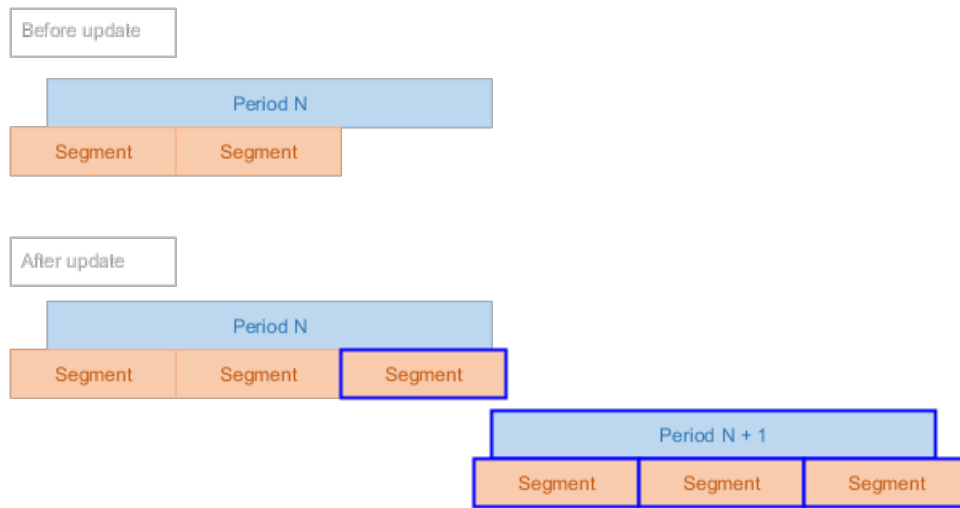 Before update
Period N
Segment Segment
After update
Period N
Segment Segment Segment
Period N + 1
Segment Segment Segment